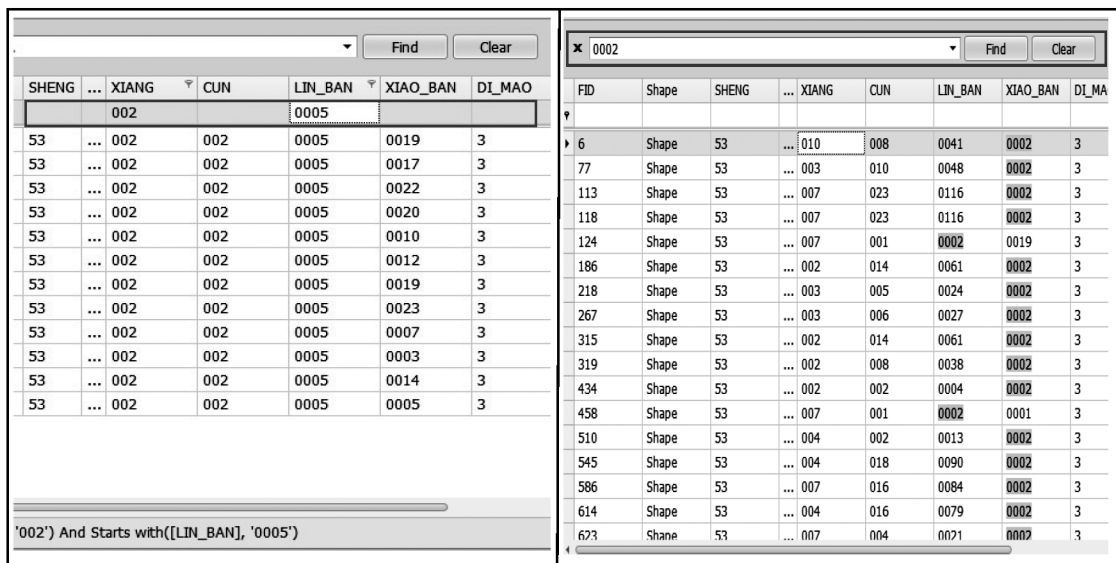 Find Clear
SHENG ... XIANG CUN LIN_BAN XIAO_BAN DI_MAO
002 0005
53 ... 002 002 0005 0019 3
53 ... 002 002 0005 0017 3
53 ... 002 002 0005 0022 3
53 ... 002 002 0005 0020 3
53 ... 002 002 0005 0010 3
53 ... 002 002 0005 0012 3
53 ... 002 002 0005 0019 3
53 ... 002 002 0005 0023 3
53 ... 002 002 0005 0007 3
53 ... 002 002 0005 0003 3
53 ... 002 002 0005 0014 3
53 ... 002 002 0005 0005 3
'002') And Starts with([LIN_BAN], '0005')
x 0002 Find Clear
FID Shape SHENG ... XIANG CUN LIN_BAN XIAO_BAN DI_MA
6 Shape 53 ... 010 008 0041 0002 3
77 Shape 53 ... 003 010 0048 0002 3
113 Shape 53 ... 007 023 0116 0002 3
118 Shape 53 ... 007 023 0116 0002 3
124 Shape 53 ... 007 001 0002 0019 3
186 Shape 53 ... 002 014 0061 0002 3
218 Shape 53 ... 003 005 0024 0002 3
267 Shape 53 ... 003 006 0027 0002 3
315 Shape 53 ... 002 014 0061 0002 3
319 Shape 53 ... 002 008 0038 0002 3
434 Shape 53 ... 002 002 0004 0002 3
458 Shape 53 ... 007 001 0002 0001 3
510 Shape 53 ... 004 002 0013 0002 3
545 Shape 53 ... 004 018 0090 0002 3
586 Shape 53 ... 007 016 0084 0002 3
614 Shape 53 ... 004 016 0079 0002 3
623 Shape 53 ... 007 004 0021 0002 3